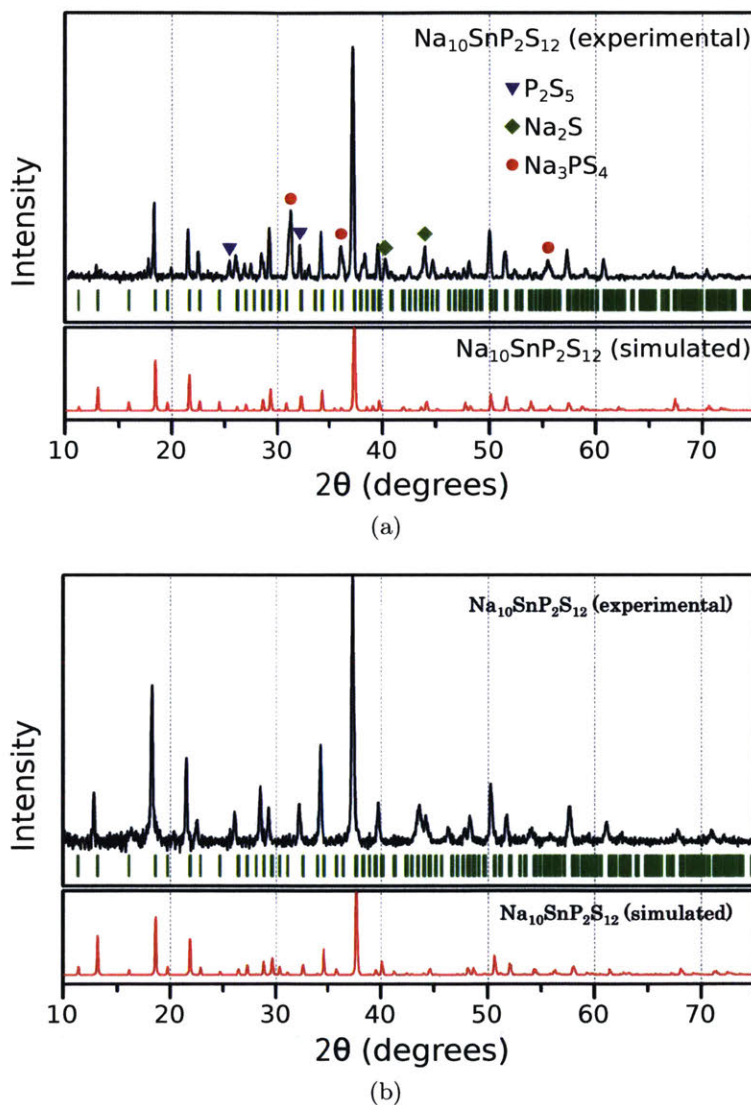 Na₁₀SnP₂S₁₂ (experimental)
P₂S₅
Na₂S
Na₃PS₄
Intensity
Na₁₀SnP₂S₁₂ (simulated)
10 20 30 40 50 60 70
2θ (degrees)
(a)
Na₁₀SnP₂S₁₂ (experimental)
Intensity
Na₁₀SnP₂S₁₂ (simulated)
10 20 30 40 50 60 70
2θ (degrees)
(b)